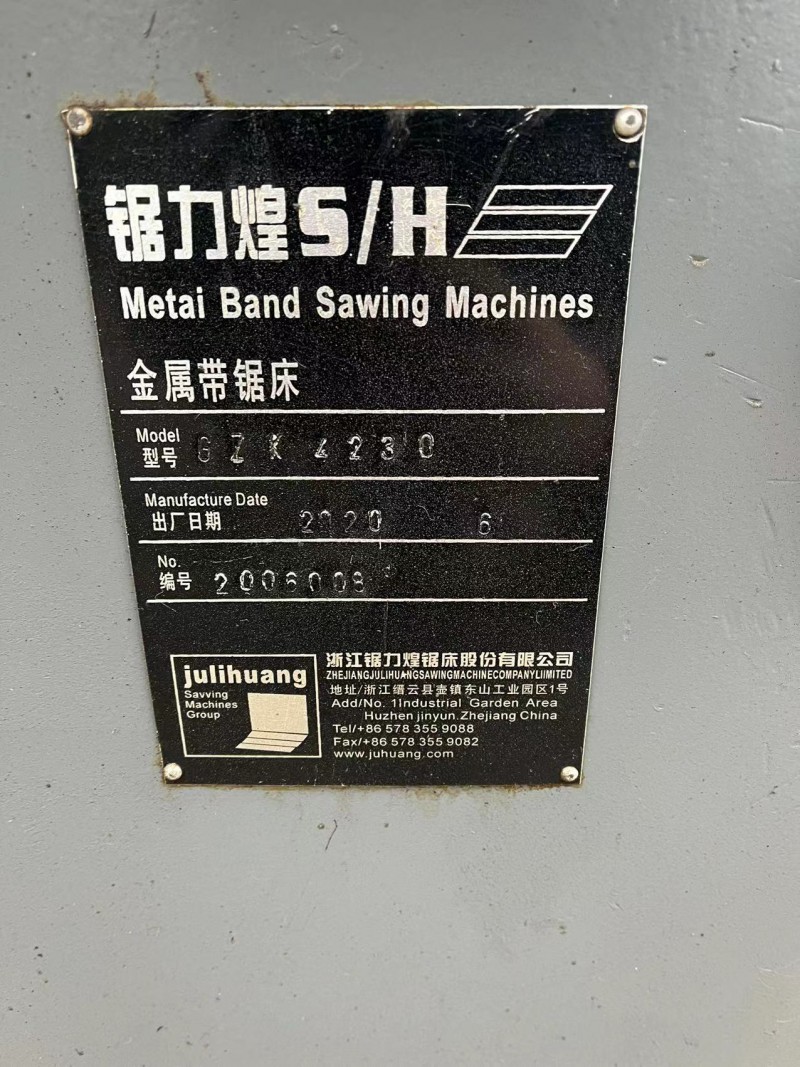 锯力煌S/H
Metai Band Sawing Machines
金属带锯床
Model
型号 GZK4230
Manufacture Date
出厂日期 2020 6
No.
编号 2006008
julihuang
Savving
Machines
Group
浙江锯力煌锯床股份有限公司
ZHEJIANGJULIHUANGSAWINGMACHINECOMPANYLIIMITED
地址/浙江缙云县壶镇东山工业园区1号
Add/No. 1Industrial Garden Area
Huzhen jinyun.Zhejiang China
Tel/+86 578 355 9088
Fax/+86 578 355 9082
www.juhuang.com